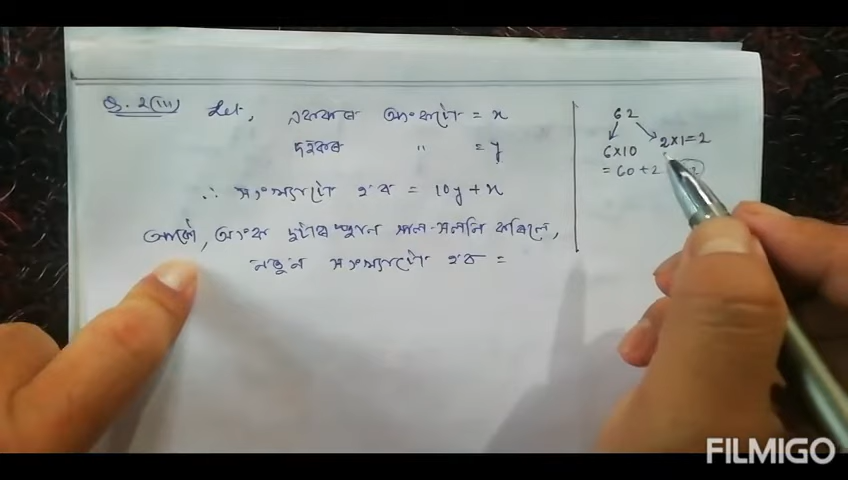 Q. 2(iii) Let, এককৰ অংকটো = x
দহকৰ " = y
∴ সংখ্যাটো হ'ব = 10y + x
আকৌ, অংক দুটাৰ স্থান সাল-সলনি কৰিলে,
নতুন সংখ্যাটো হ'ব =
62
6×10 2×1=2
= 60 + 2
FILMIGO